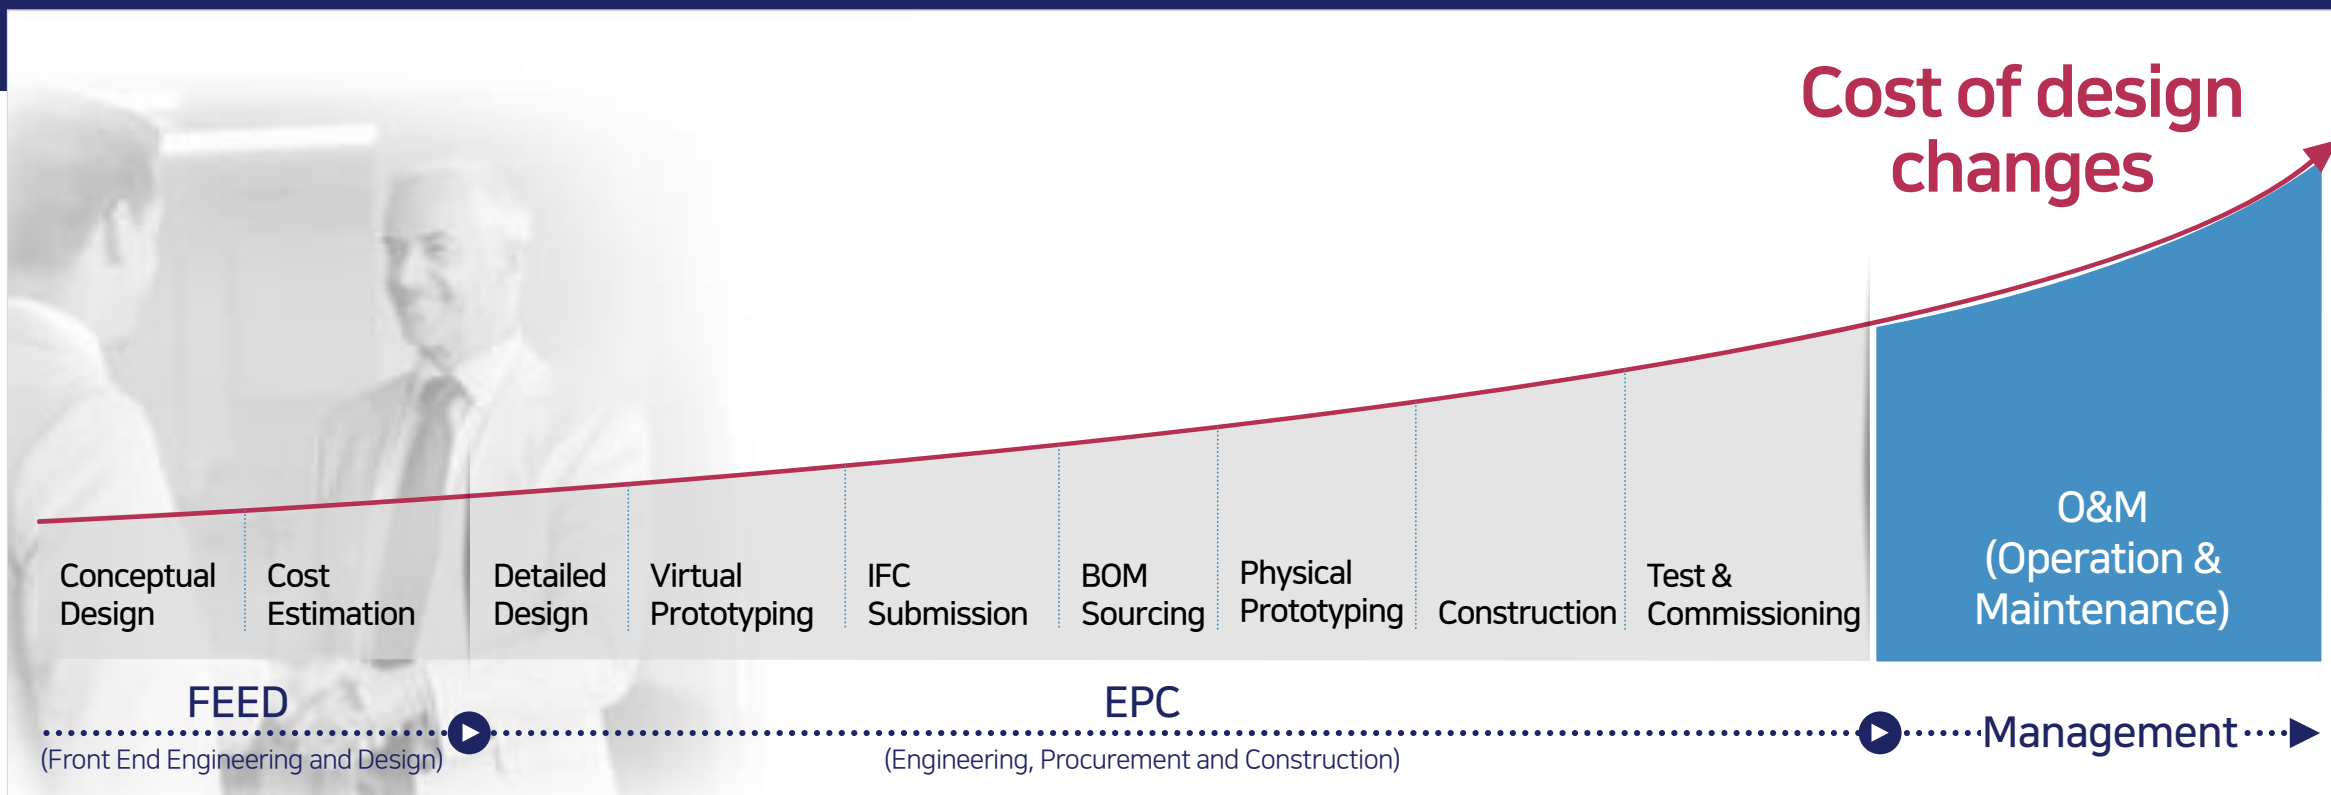 Cost of design
changes
Conceptual
Design
Cost
Estimation
Detailed
Design
Virtual
Prototyping
IFC
Submission
BOM
Sourcing
Physical
Prototyping
Construction
Test &
Commissioning
O&M
(Operation &
Maintenance)
FEED
(Front End Engineering and Design)
EPC
(Engineering, Procurement and Construction)
Management